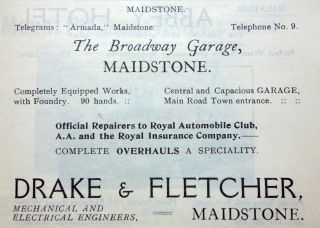 MAIDSTONE.
Telegrams: "Armada," Maidstone. Telephone No. 9.
The Broadway Garage,
MAIDSTONE.
Completely Equipped Works, with Foundry. 90 hands. :: 
Central and Capacious GARAGE, Main Road Town entrance. :: ::
Official Repairers to Royal Automobile Club,
A.A. and the Royal Insurance Company.—
COMPLETE OVERHAULS A SPECIALITY.
DRAKE & FLETCHER,
MECHANICAL AND
ELECTRICAL ENGINEERS,
MAIDSTONE.